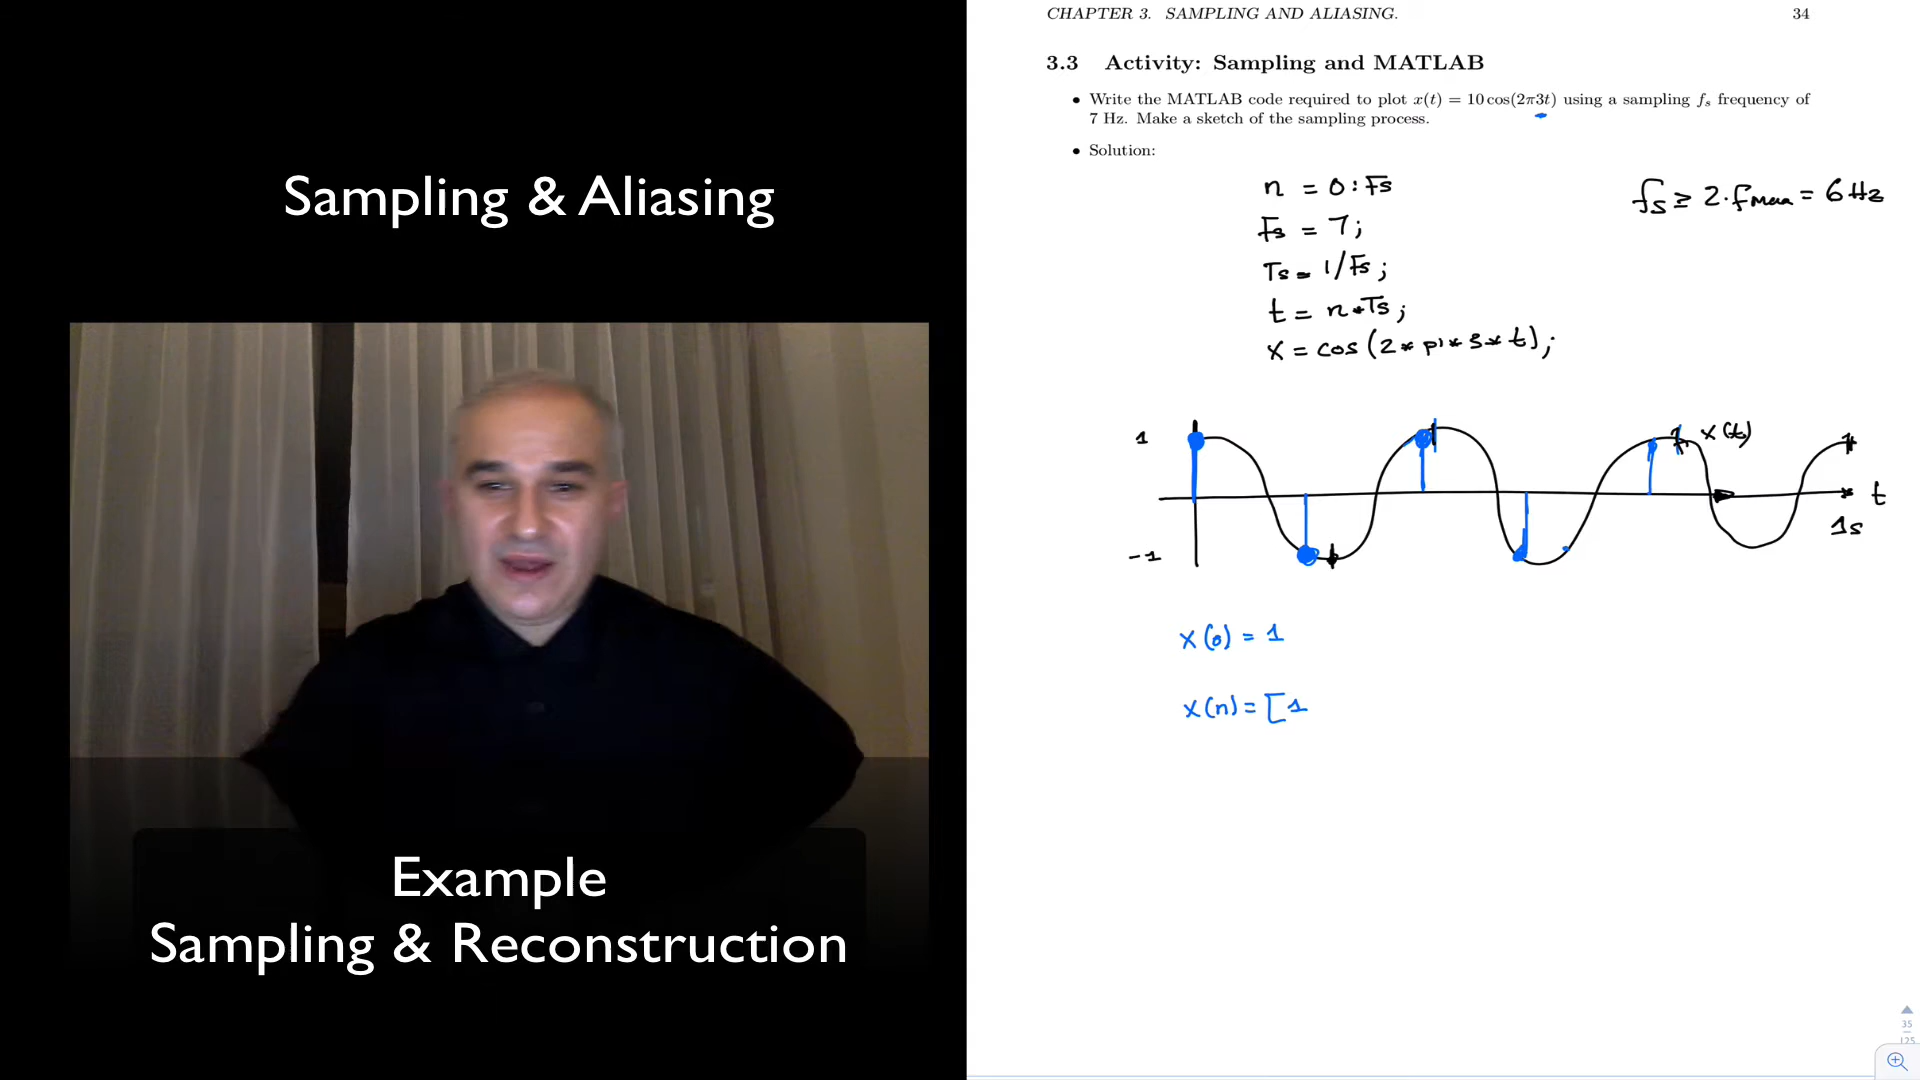 Sampling & Aliasing
Example
Sampling & Reconstruction
CHAPTER 3. SAMPLING AND ALIASING.
34
3.3 Activity: Sampling and MATLAB
• Write the MATLAB code required to plot x(t) = 10 cos(2π3t) using a sampling fs frequency of
7 Hz. Make a sketch of the sampling process.
• Solution:
n = 0 : Fs
fs ≥ 2·fmax = 6 Hz
Fs = 7;
Ts = 1/Fs;
t = n*Ts;
x = cos(2*pi*3*t);
1
x(t)
t
1s
-1
x(0) = 1
x(n) = [1
35
125